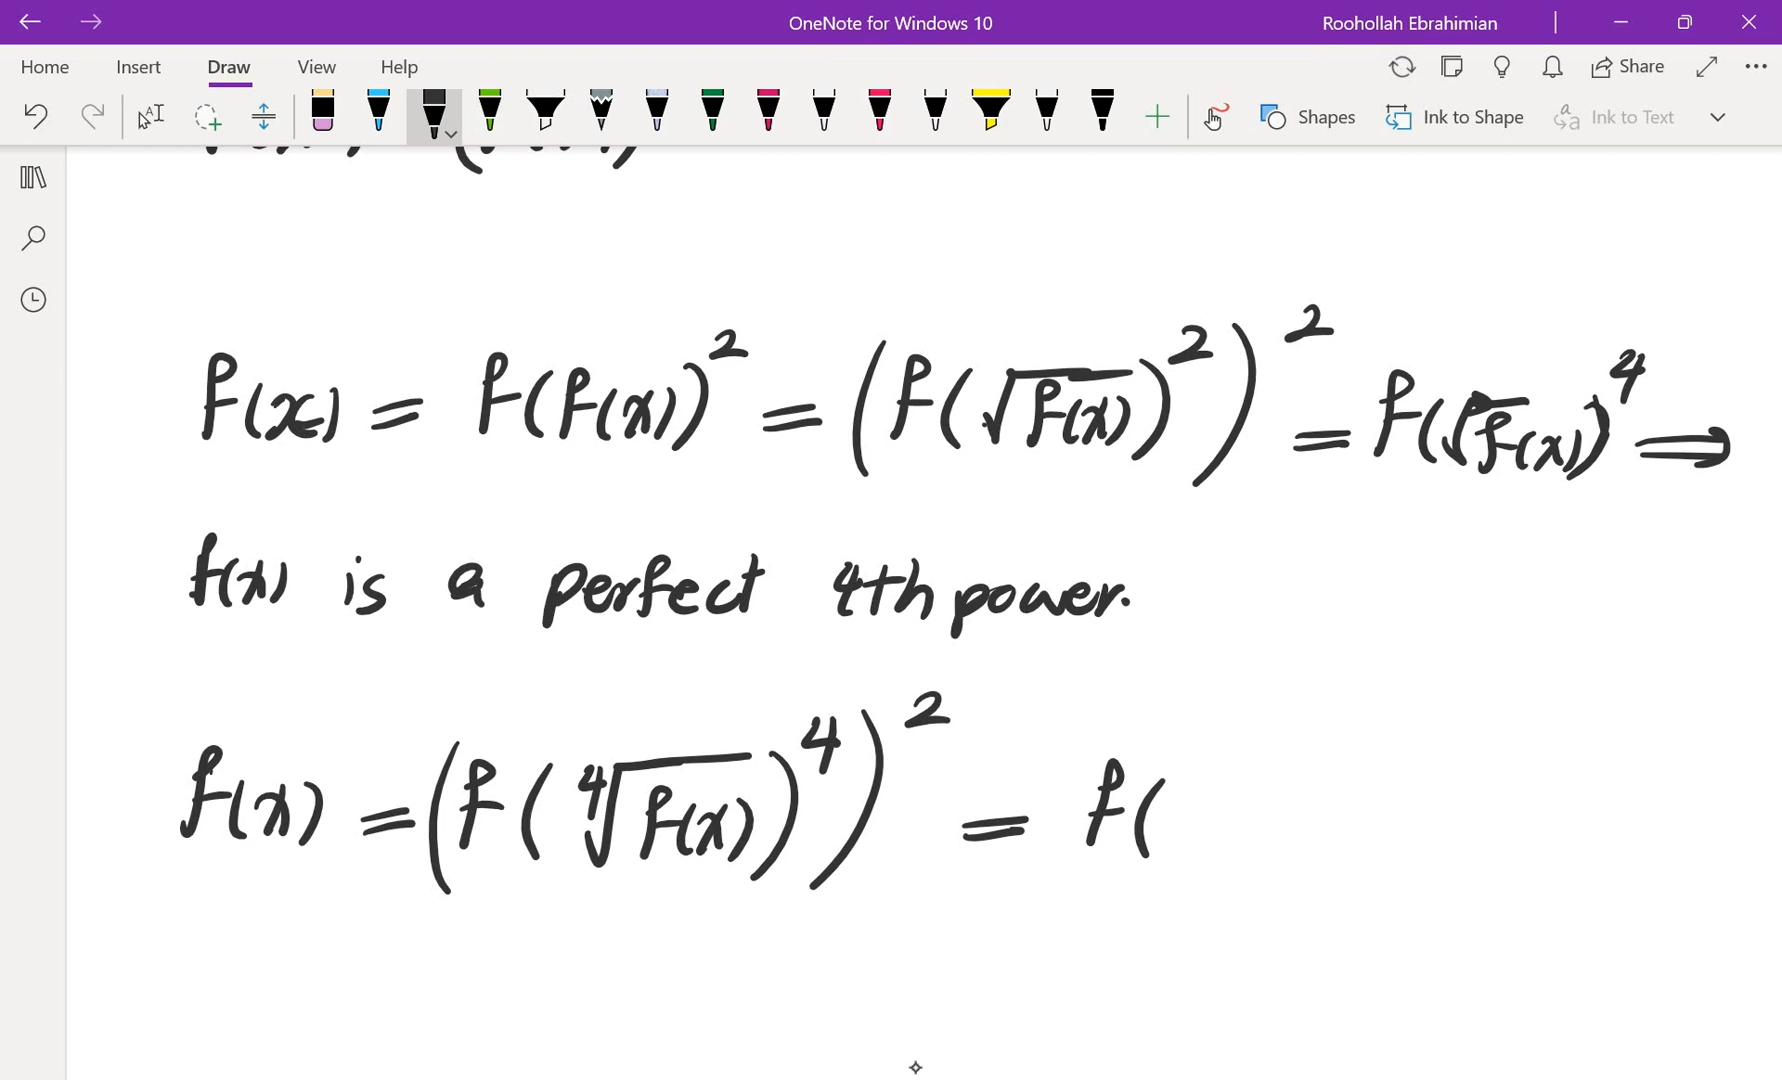 OneNote for Windows 10
Roohollah Ebrahimian
Home Insert Draw View Help
Share
Shapes Ink to Shape Ink to Text
f(x) = f(f(x))² = (f(√f(x))²)² = f(√f(x))⁴ ⟹
f(x) is a perfect 4th power.
f(x) = (f(∜f(x))⁴)² = f(